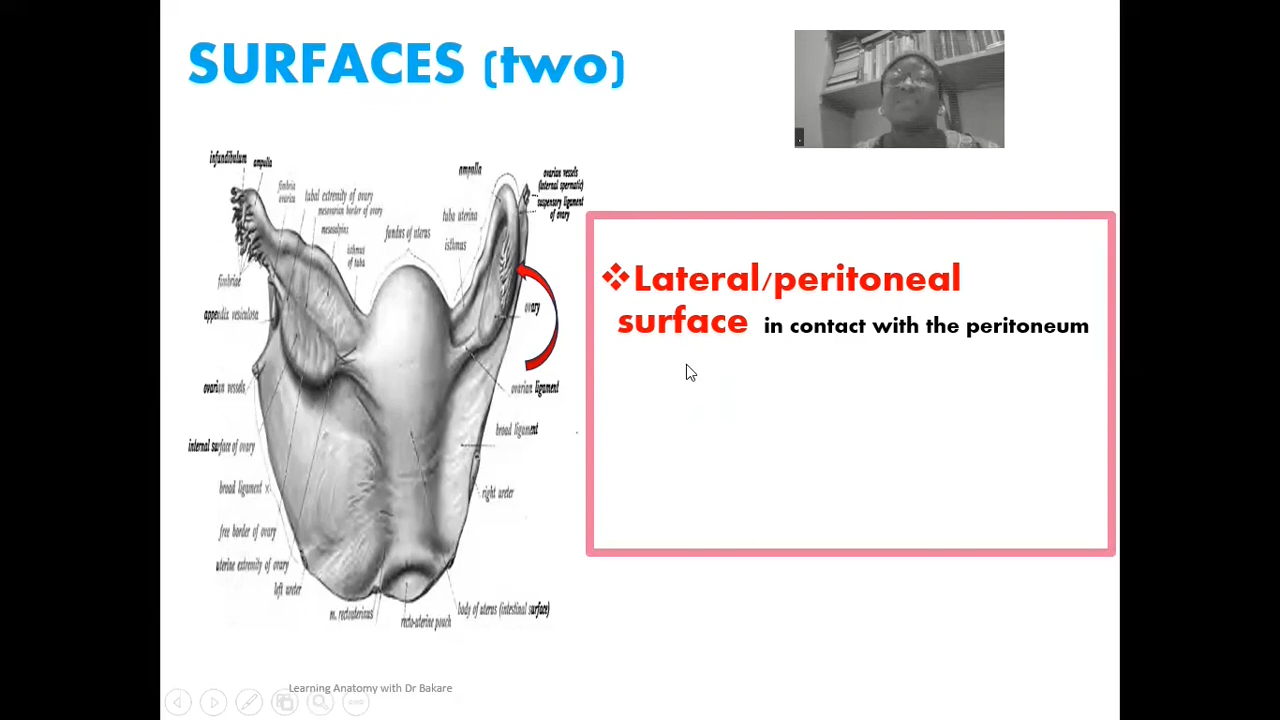 SURFACES (two)
infundibulum
ampulla
fimbria
ovarica
tubal extremity of ovary
mesovarian border of ovary
mesosalpinx
isthmus
of tuba
fundus of uterus
ampulla
tuba uterina
isthmus
ovarian vessels
(internal spermatic)
suspensory ligament
of ovary
fimbriae
appendix vesiculosa
ovary
ovarian vessels
ovarian ligament
broad ligament
internal surface of ovary
broad ligament
right ureter
free border of ovary
uterine extremity of ovary
left ureter
m. rectouterinus
recto-uterine pouch
body of uterus (intestinal surface)
❖Lateral/peritoneal
surface in contact with the peritoneum
Learning Anatomy with Dr Bakare